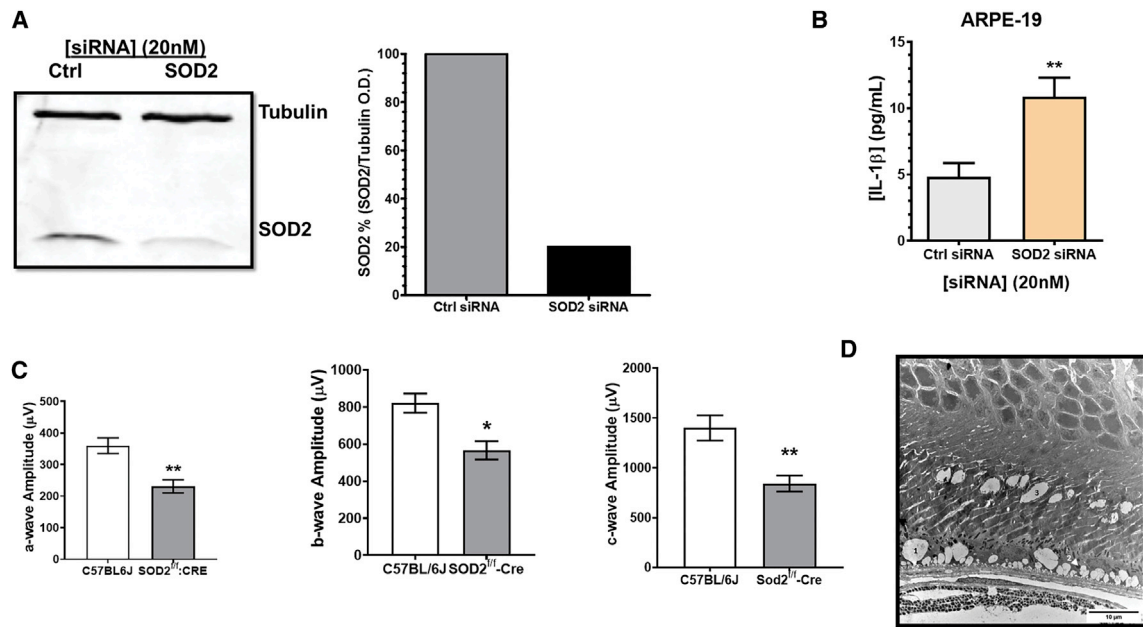 A
[siRNA] (20nM)
Ctrl SOD2
Tubulin
SOD2
SOD2 % (SOD2/Tubulin O.D.)
100
80
60
40
20
0
Ctrl siRNA SOD2 siRNA
B
ARPE-19
[IL-1β] (pg/mL)
15
10
5
0
**
Ctrl siRNA SOD2 siRNA
[siRNA] (20nM)
C
a-wave Amplitude (µV)
500
400
300
200
100
0
**
C57BL6J SOD2f/f:CRE
b-wave Amplitude (µV)
1000
800
600
400
200
0
*
C57BL/6J SOD2f/f-Cre
c-wave Amplitude (µV)
2000
1500
1000
500
0
**
C57BL/6J Sod2f/f-Cre
D
3
1
10 µm